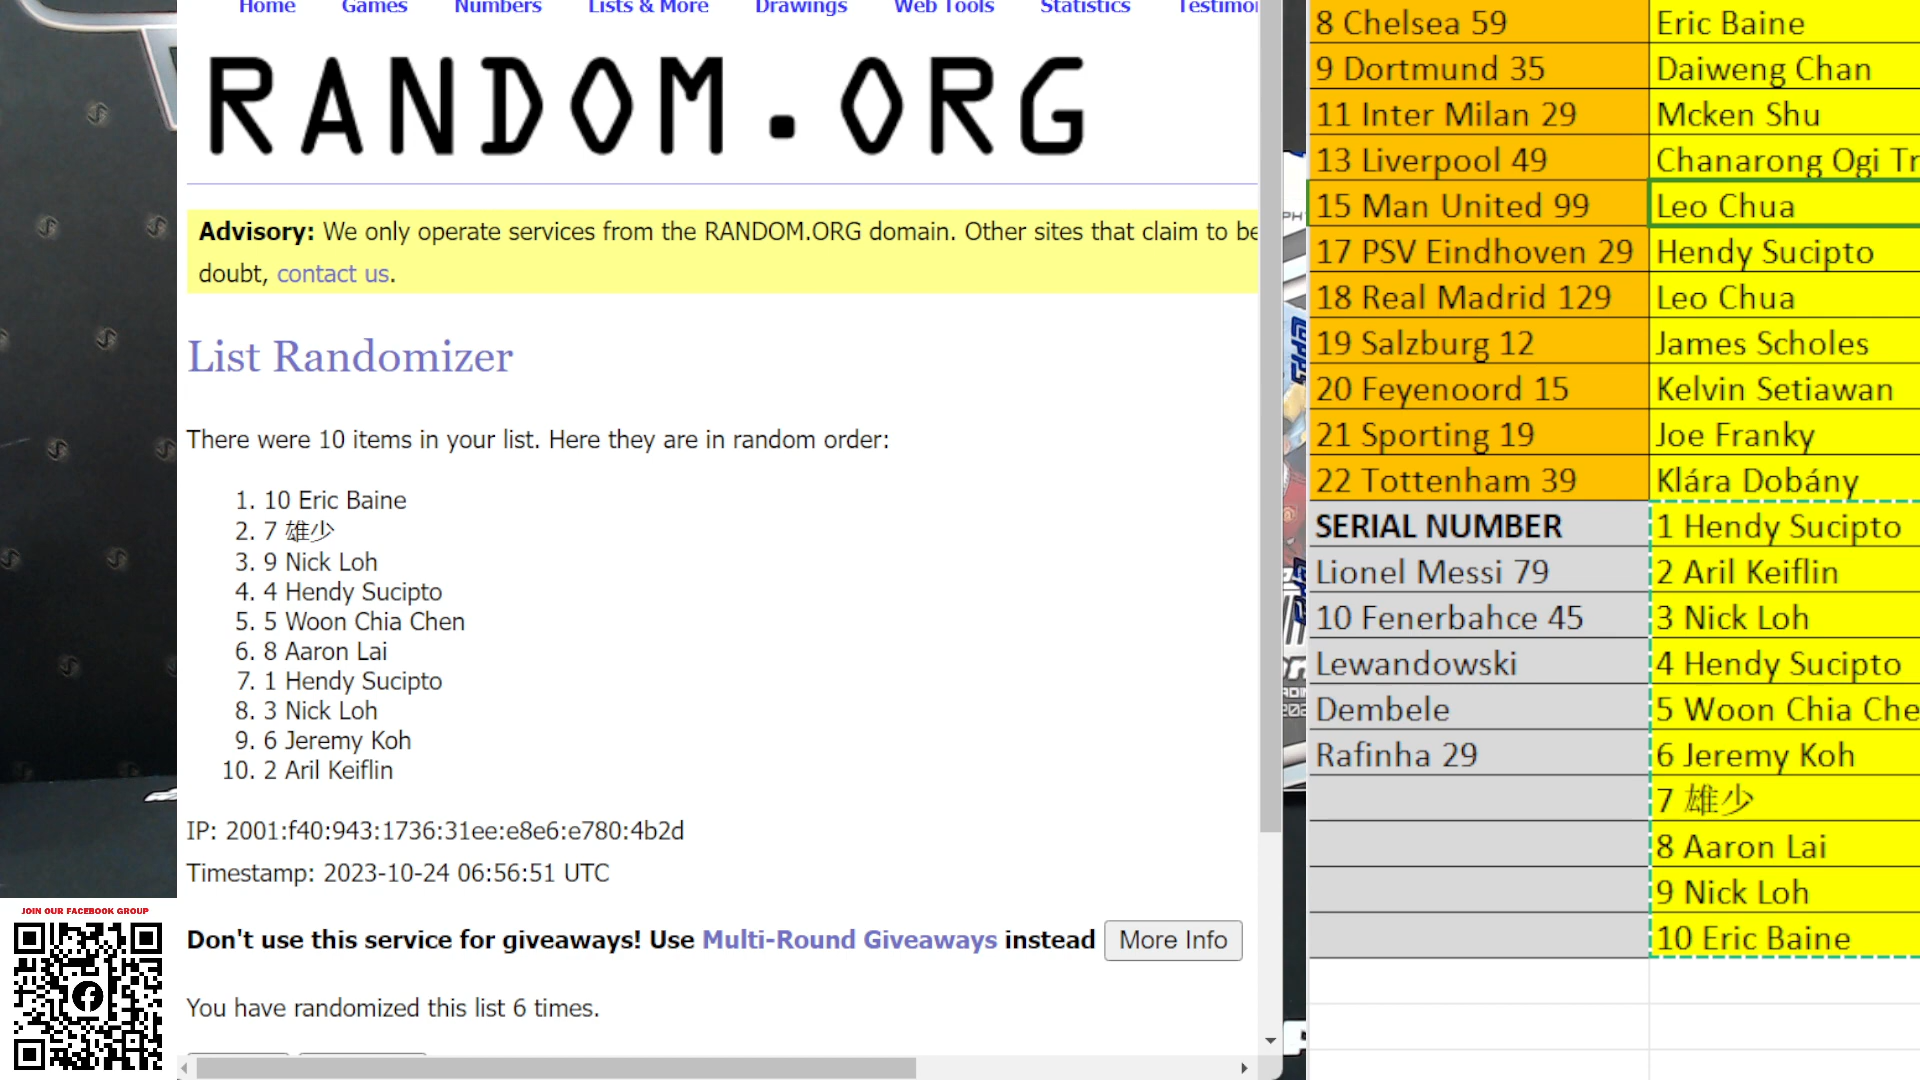 Home Games Numbers Lists & More Drawings Web Tools Statistics
RANDOM.ORG
Advisory: We only operate services from the RANDOM.ORG domain. Other sites that claim to be
doubt, contact us.
List Randomizer
There were 10 items in your list. Here they are in random order:
1. 10 Eric Baine
2. 7 雄少
3. 9 Nick Loh
4. 4 Hendy Sucipto
5. 5 Woon Chia Chen
6. 8 Aaron Lai
7. 1 Hendy Sucipto
8. 3 Nick Loh
9. 6 Jeremy Koh
10. 2 Aril Keiflin
IP: 2001:f40:943:1736:31ee:e8e6:e780:4b2d
Timestamp: 2023-10-24 06:56:51 UTC
Don't use this service for giveaways! Use Multi-Round Giveaways instead More Info
You have randomized this list 6 times.
JOIN OUR FACEBOOK GROUP
8 Chelsea 59 Eric Baine
9 Dortmund 35 Daiweng Chan
11 Inter Milan 29 Mcken Shu
13 Liverpool 49 Chanarong Ogi Tr
15 Man United 99 Leo Chua
17 PSV Eindhoven 29 Hendy Sucipto
18 Real Madrid 129 Leo Chua
19 Salzburg 12 James Scholes
20 Feyenoord 15 Kelvin Setiawan
21 Sporting 19 Joe Franky
22 Tottenham 39 Klára Dobány
SERIAL NUMBER 1 Hendy Sucipto
Lionel Messi 79 2 Aril Keiflin
10 Fenerbahce 45 3 Nick Loh
Lewandowski 4 Hendy Sucipto
Dembele 5 Woon Chia Che
Rafinha 29 6 Jeremy Koh
7 雄少
8 Aaron Lai
9 Nick Loh
10 Eric Baine